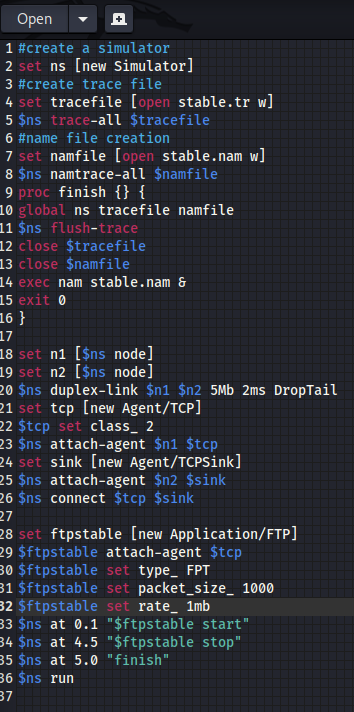 Open
1 #create a simulator
2 set ns [new Simulator]
3 #create trace file
4 set tracefile [open stable.tr w]
5 $ns trace-all $tracefile
6 #name file creation
7 set namfile [open stable.nam w]
8 $ns namtrace-all $namfile
9 proc finish {} {
10 global ns tracefile namfile
11 $ns flush-trace
12 close $tracefile
13 close $namfile
14 exec nam stable.nam &
15 exit 0
16 }
17
18 set n1 [$ns node]
19 set n2 [$ns node]
20 $ns duplex-link $n1 $n2 5Mb 2ms DropTail
21 set tcp [new Agent/TCP]
22 $tcp set class_ 2
23 $ns attach-agent $n1 $tcp
24 set sink [new Agent/TCPSink]
25 $ns attach-agent $n2 $sink
26 $ns connect $tcp $sink
27
28 set ftpstable [new Application/FTP]
29 $ftpstable attach-agent $tcp
30 $ftpstable set type_ FPT
31 $ftpstable set packet_size_ 1000
32 $ftpstable set rate_ 1mb
33 $ns at 0.1 "$ftpstable start"
34 $ns at 4.5 "$ftpstable stop"
35 $ns at 5.0 "finish"
36 $ns run
37